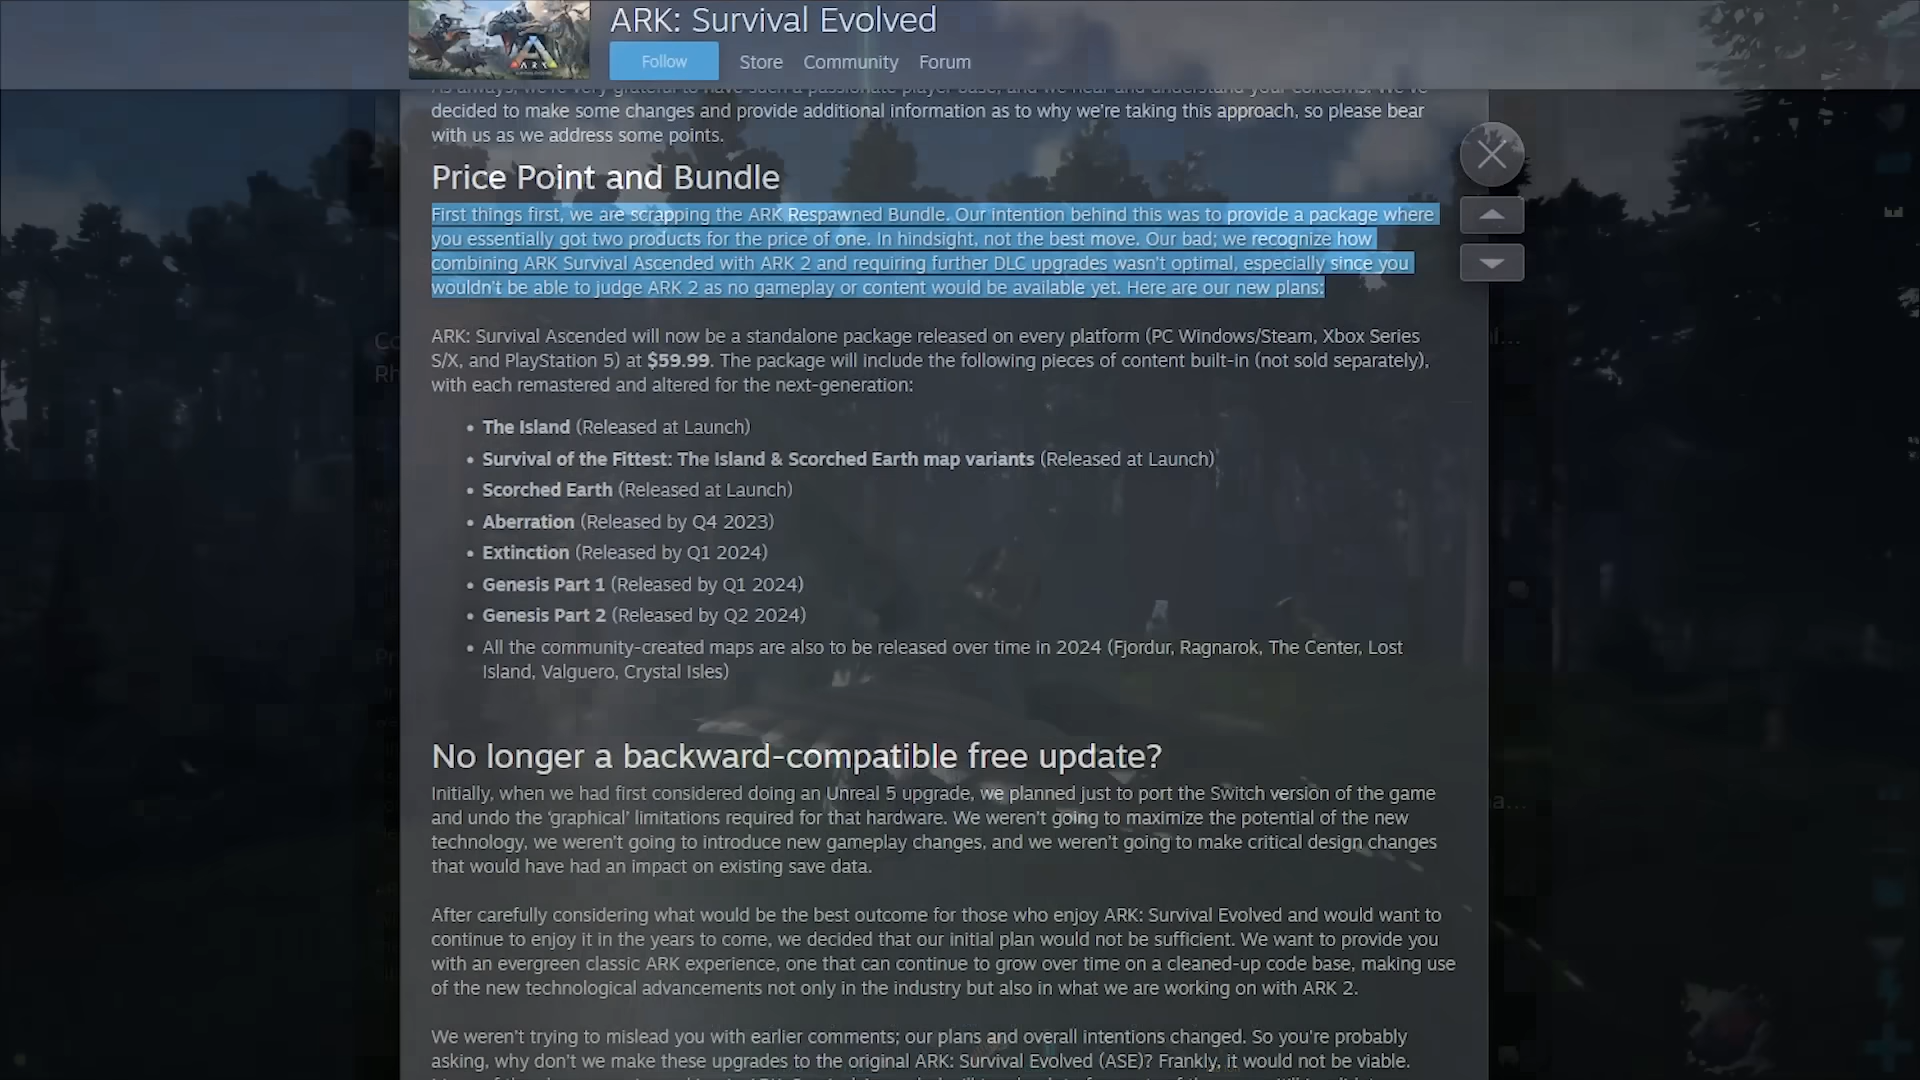 ARK: Survival Evolved
Follow Store Community Forum
As always, we're very grateful to have such a passionate player base, and we hear and understand your concerns. We've
decided to make some changes and provide additional information as to why we're taking this approach, so please bear
with us as we address some points.
Price Point and Bundle
First things first, we are scrapping the ARK Respawned Bundle. Our intention behind this was to provide a package where
you essentially got two products for the price of one. In hindsight, not the best move. Our bad; we recognize how
combining ARK Survival Ascended with ARK 2 and requiring further DLC upgrades wasn't optimal, especially since you
wouldn't be able to judge ARK 2 as no gameplay or content would be available yet. Here are our new plans:
ARK: Survival Ascended will now be a standalone package released on every platform (PC Windows/Steam, Xbox Series
S/X, and PlayStation 5) at $59.99. The package will include the following pieces of content built-in (not sold separately),
with each remastered and altered for the next-generation:
• The Island (Released at Launch)
• Survival of the Fittest: The Island & Scorched Earth map variants (Released at Launch)
• Scorched Earth (Released at Launch)
• Aberration (Released by Q4 2023)
• Extinction (Released by Q1 2024)
• Genesis Part 1 (Released by Q1 2024)
• Genesis Part 2 (Released by Q2 2024)
• All the community-created maps are also to be released over time in 2024 (Fjordur, Ragnarok, The Center, Lost
Island, Valguero, Crystal Isles)
No longer a backward-compatible free update?
Initially, when we had first considered doing an Unreal 5 upgrade, we planned just to port the Switch version of the game
and undo the 'graphical' limitations required for that hardware. We weren't going to maximize the potential of the new
technology, we weren't going to introduce new gameplay changes, and we weren't going to make critical design changes
that would have had an impact on existing save data.
After carefully considering what would be the best outcome for those who enjoy ARK: Survival Evolved and would want to
continue to enjoy it in the years to come, we decided that our initial plan would not be sufficient. We want to provide you
with an evergreen classic ARK experience, one that can continue to grow over time on a cleaned-up code base, making use
of the new technological advancements not only in the industry but also in what we are working on with ARK 2.
We weren't trying to mislead you with earlier comments; our plans and overall intentions changed. So you're probably
asking, why don't we make these upgrades to the original ARK: Survival Evolved (ASE)? Frankly, it would not be viable.